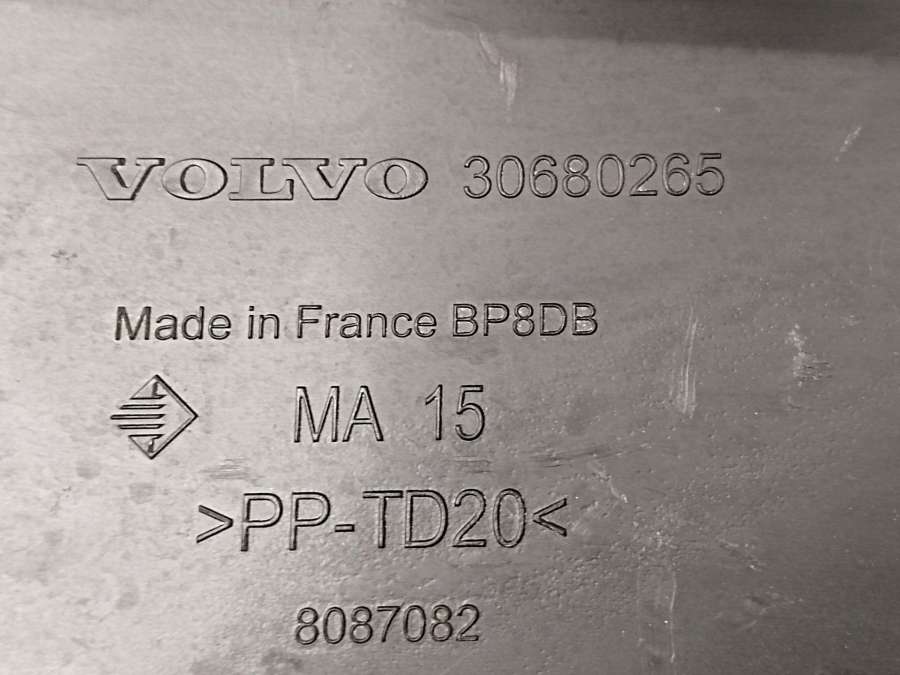 VOLVO 30680265
Made in France BP8DB
MA 15
>PP-TD20<
8087082